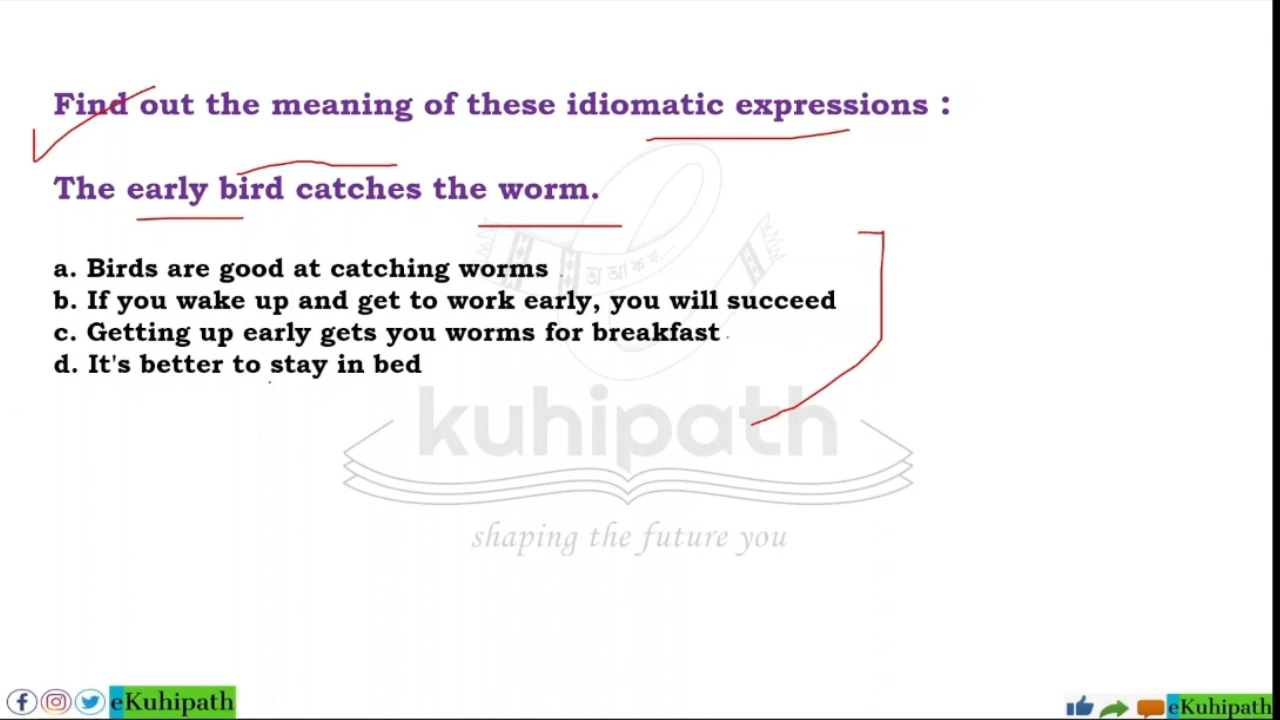 Find out the meaning of these idiomatic expressions :
The early bird catches the worm.
অ আ ক খ....
a. Birds are good at catching worms
b. If you wake up and get to work early, you will succeed
c. Getting up early gets you worms for breakfast
d. It's better to stay in bed
kuhipath
shaping the future you
eKuhipath
eKuhipath